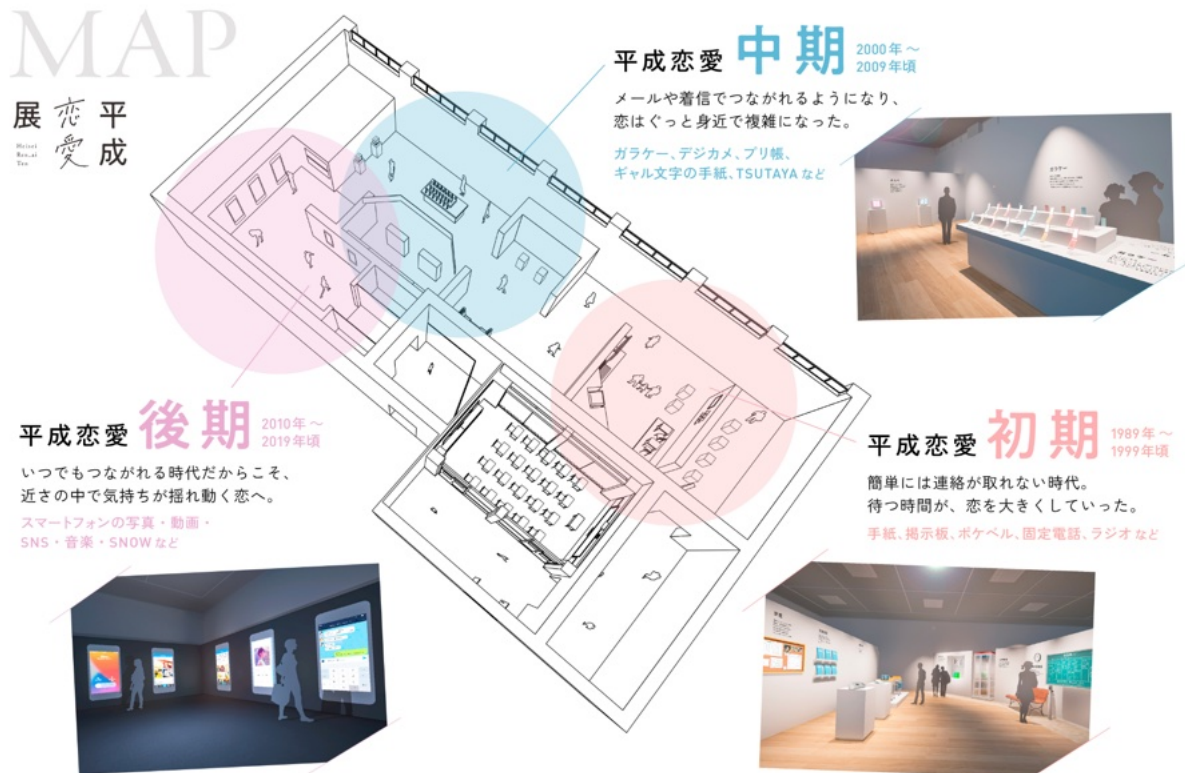 MAP
平成
恋愛
展
Heisei
Ren_ai
Ten
平成恋愛 中期 2000年～
2009年頃
メールや着信でつながれるようになり、
恋はぐっと身近で複雑になった。
ガラケー、デジカメ、プリ帳、
ギャル文字の手紙、TSUTAYA など
ガラケー
平成恋愛 後期 2010年～
2019年頃
いつでもつながれる時代だからこそ、
近さの中で気持ちが揺れ動く恋へ。
スマートフォンの写真・動画・
SNS・音楽・SNOW など
平成恋愛 初期 1989年～
1999年頃
簡単には連絡が取れない時代。
待つ時間が、恋を大きくしていった。
手紙、掲示板、ポケベル、固定電話、ラジオ など